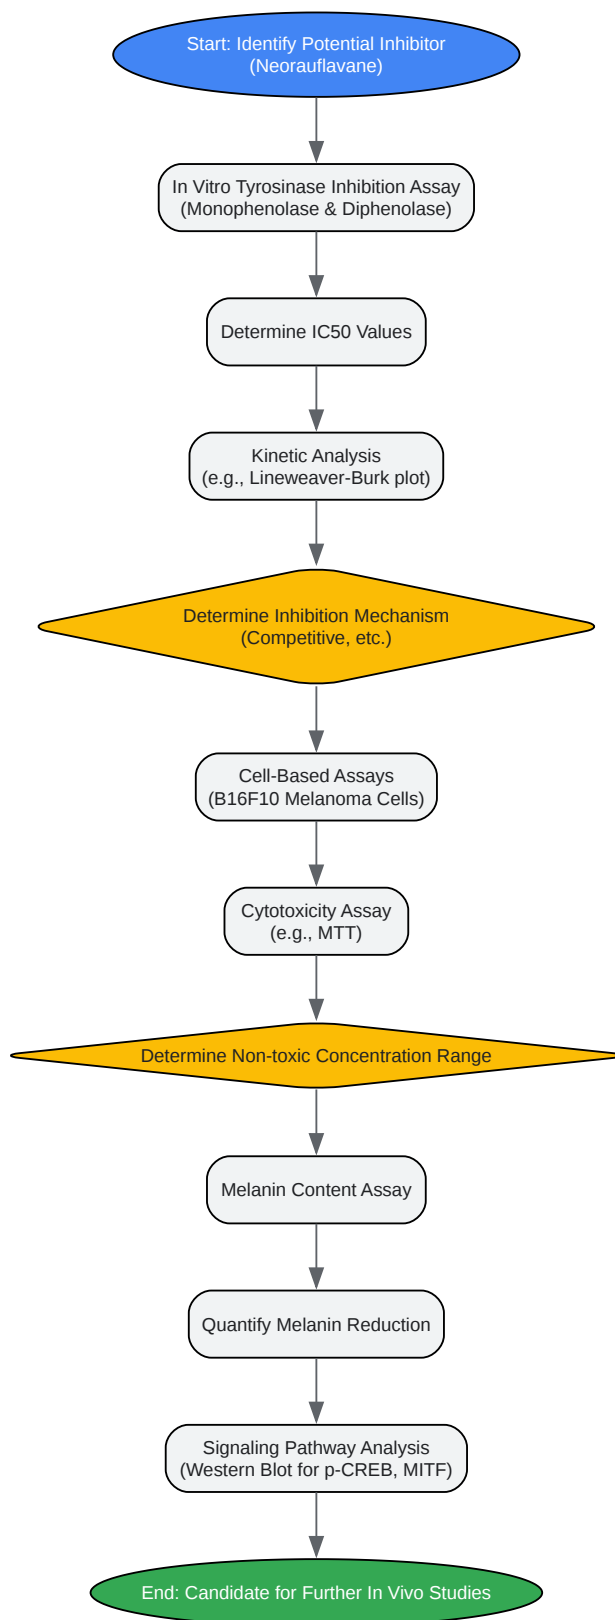 Start: Identify Potential Inhibitor
(Neorauflavane)
In Vitro Tyrosinase Inhibition Assay
(Monophenolase & Diphenolase)
Determine IC50 Values
Kinetic Analysis
(e.g., Lineweaver-Burk plot)
Determine Inhibition Mechanism
(Competitive, etc.)
Cell-Based Assays
(B16F10 Melanoma Cells)
Cytotoxicity Assay
(e.g., MTT)
Determine Non-toxic Concentration Range
Melanin Content Assay
Quantify Melanin Reduction
Signaling Pathway Analysis
(Western Blot for p-CREB, MITF)
End: Candidate for Further In Vivo Studies